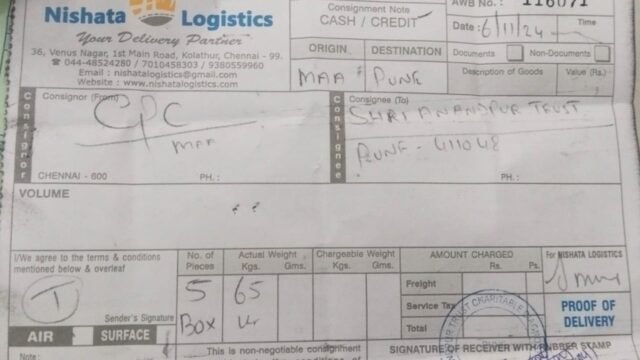 Nishata Logistics
Your Delivery Partner
36, Venus Nagar, 1st Main Road, Kolathur, Chennai - 99.
☎ 044-48524280 / 7010458303 / 9380559960
Email : nishatalogistics@gmail.com
Website : www.nishatalogistics.com
Consignment Note
CASH / CREDIT
AWB No. : 116071
Date : 6/11/24 Time
ORIGIN DESTINATION
MAA PUNE
Documents Non-Documents
Description of Goods Value (Rs.)
Consignor
Consignor (From)
CPC
MAA
CHENNAI - 600 PH. :
Consignee
Consignee (To)
SHRI ANANDPUR TRUST
PUNE - 411048
PH. :
VOLUME
I/We agree to the terms & conditions
mentioned below & overleaf
Sender's Signature
AIR SURFACE
No. of Pieces
5
BOX
Actual Weight
Kgs. Gms.
65
Chargeable Weight
Kgs. Gms.
AMOUNT CHARGED
Rs. Ps.
Freight
Service Tax
Total
For NISHATA LOGISTICS
PROOF OF DELIVERY
TRUST CHARITABLE
This is non-negotiable consignment
SIGNATURE OF RECEIVER WITH RUBBER STAMP
Note :